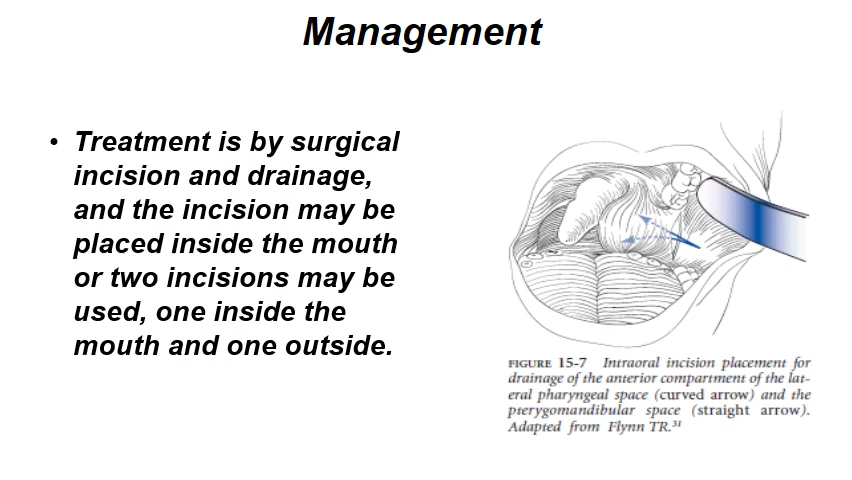 Management
• Treatment is by surgical
incision and drainage,
and the incision may be
placed inside the mouth
or two incisions may be
used, one inside the
mouth and one outside.
FIGURE 15-7 Intraoral incision placement for
drainage of the anterior compartment of the lat-
eral pharyngeal space (curved arrow) and the
pterygomandibular space (straight arrow).
Adapted from Flynn TR.³¹